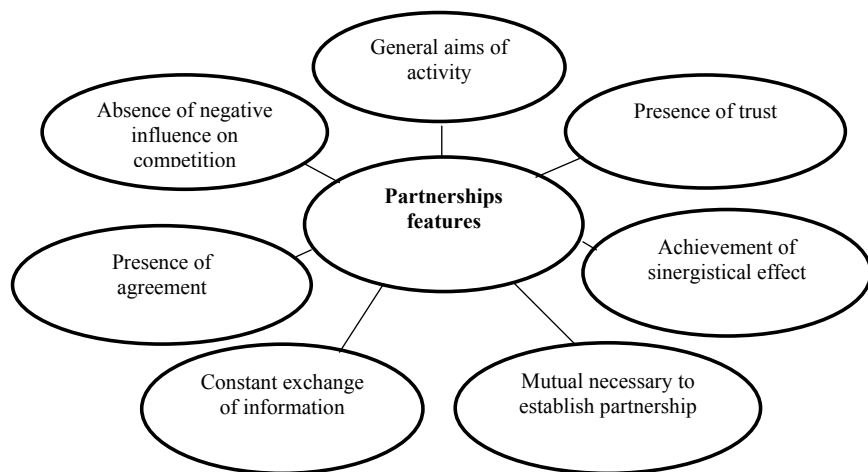 General aims of
activity
Absence of negative
influence on
competition
Presence of trust
Partnerships
features
Presence of
agreement
Achievement of
sinergistical effect
Constant exchange
of information
Mutual necessary to
establish partnership